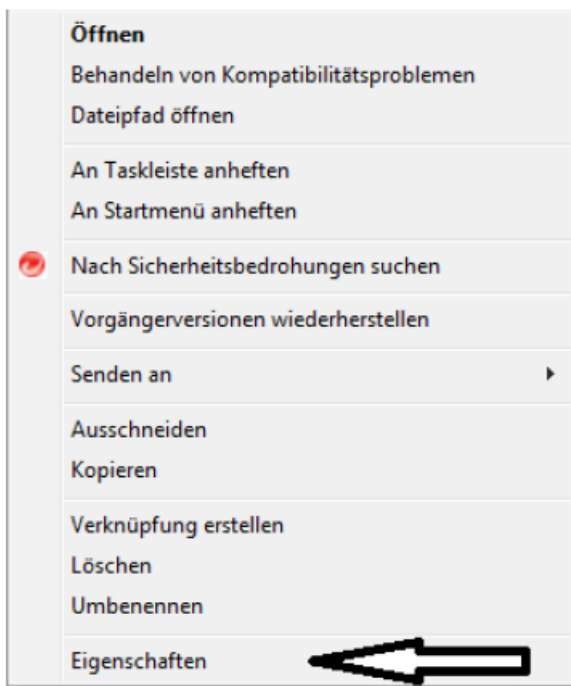 Öffnen
Behandeln von Kompatibilitätsproblemen
Dateipfad öffnen
An Taskleiste anheften
An Startmenü anheften
Nach Sicherheitsbedrohungen suchen
Vorgängerversionen wiederherstellen
Senden an
Ausschneiden
Kopieren
Verknüpfung erstellen
Löschen
Umbenennen
Eigenschaften